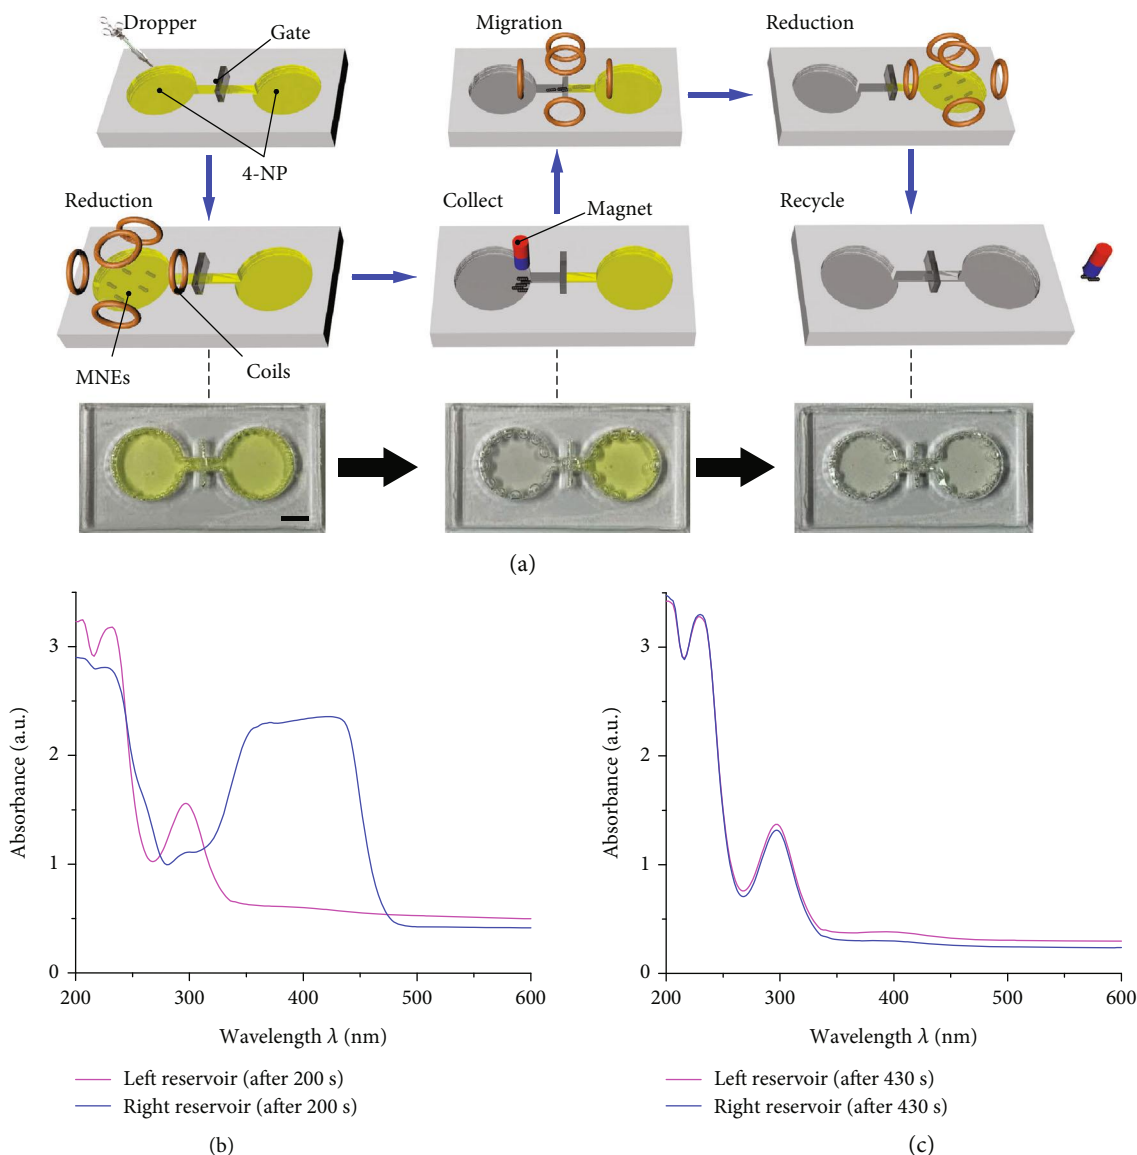 Dropper
Gate
4-NP
Migration
Reduction
Reduction
MNEs
Coils
Collect
Magnet
Recycle
(a)
3
2
1
0
200
300
400
500
600
Absorbance (a.u.)
Wavelength λ (nm)
Left reservoir (after 200 s)
Right reservoir (after 200 s)
(b)
3
2
1
0
200
300
400
500
600
Absorbance (a.u.)
Wavelength λ (nm)
Left reservoir (after 430 s)
Right reservoir (after 430 s)
(c)